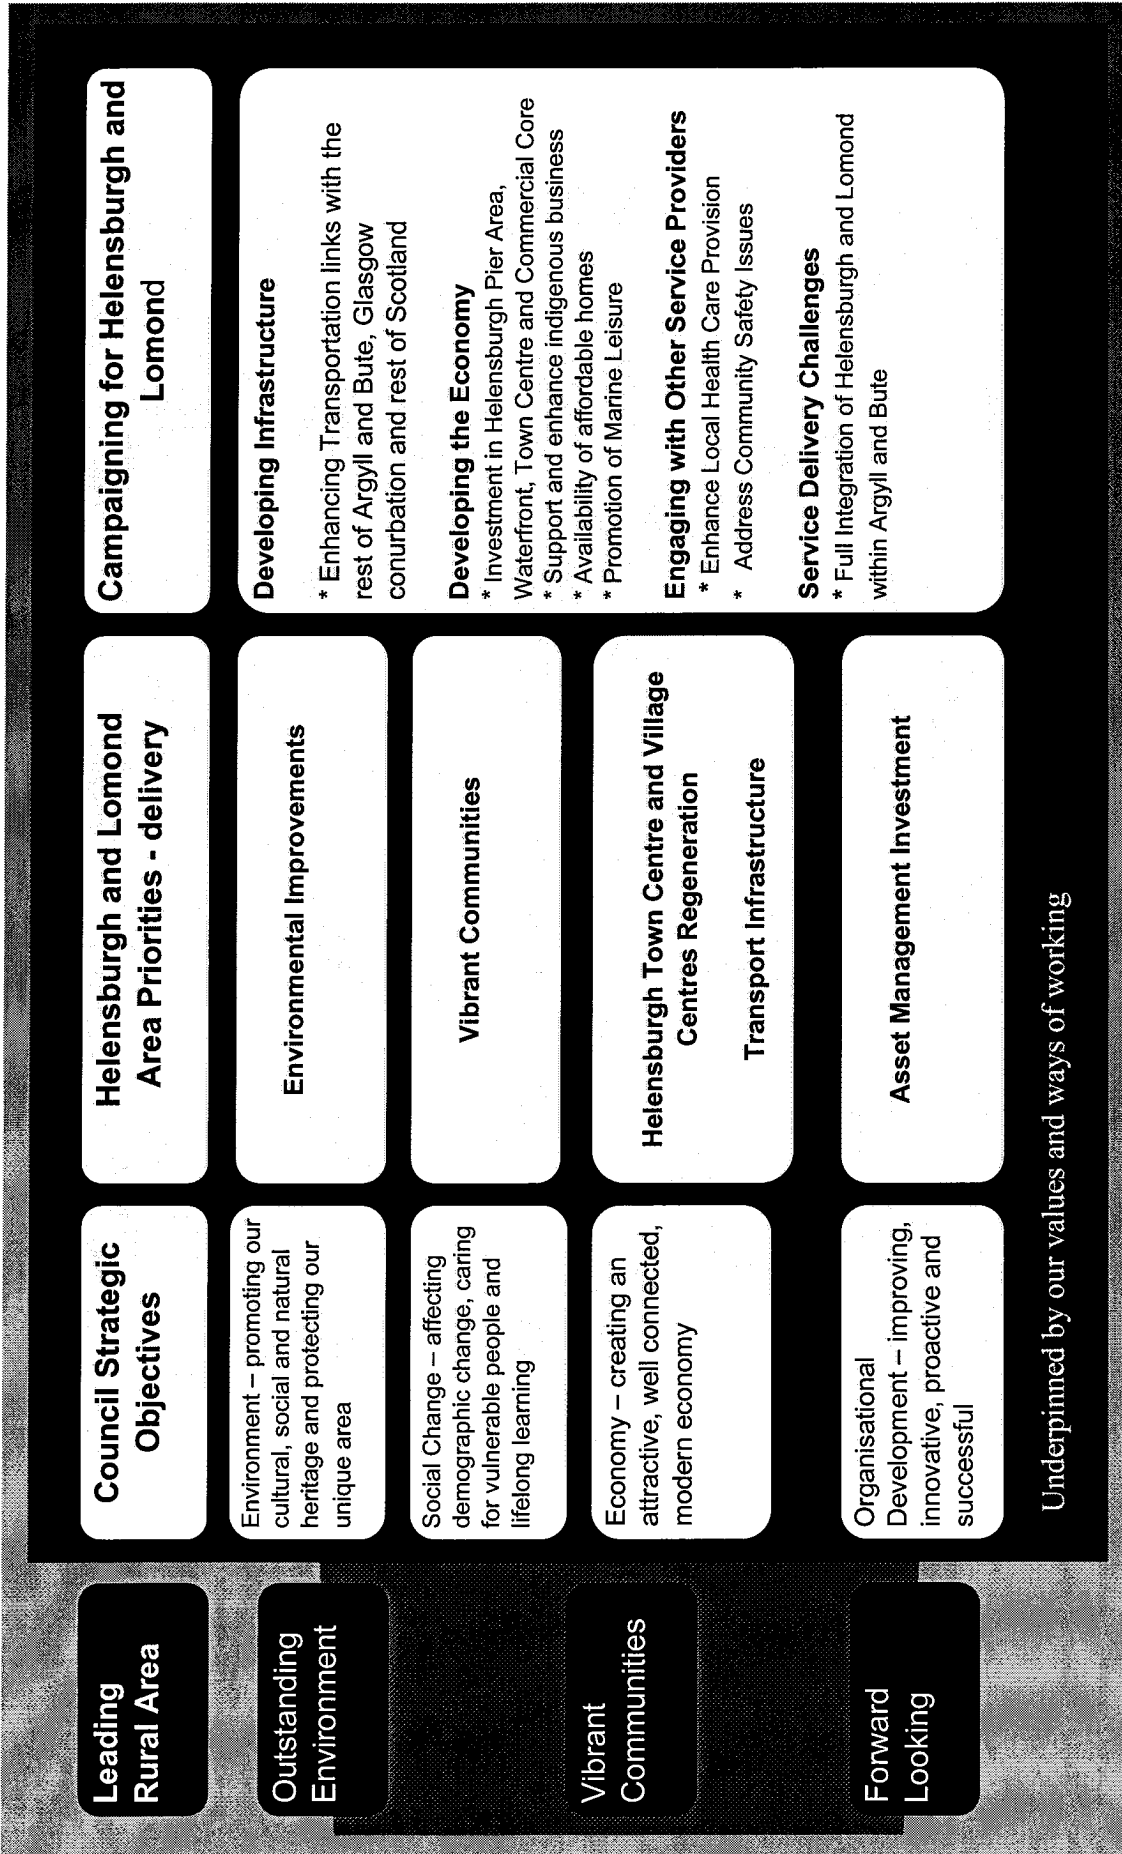 Leading
Rural Area
Council Strategic
Objectives
Helensburgh and Lomond
Area Priorities - delivery
Campaigning for Helensburgh and
Lomond
Outstanding
Environment
Environment – promoting our
cultural, social and natural
heritage and protecting our
unique area
Environmental Improvements
Vibrant
Communities
Social Change – affecting
demographic change, caring
for vulnerable people and
lifelong learning
Vibrant Communities
Economy – creating an
attractive, well connected,
modern economy
Helensburgh Town Centre and Village
Centres Regeneration
Transport Infrastructure
Forward
Looking
Organisational
Development – improving,
innovative, proactive and
successful
Asset Management Investment
Developing Infrastructure
* Enhancing Transportation links with the
rest of Argyll and Bute, Glasgow
conurbation and rest of Scotland
Developing the Economy
* Investment in Helensburgh Pier Area,
Waterfront, Town Centre and Commercial Core
* Support and enhance indigenous business
* Availability of affordable homes
* Promotion of Marine Leisure
Engaging with Other Service Providers
* Enhance Local Health Care Provision
* Address Community Safety Issues
Service Delivery Challenges
* Full Integration of Helensburgh and Lomond
within Argyll and Bute
Underpinned by our values and ways of working